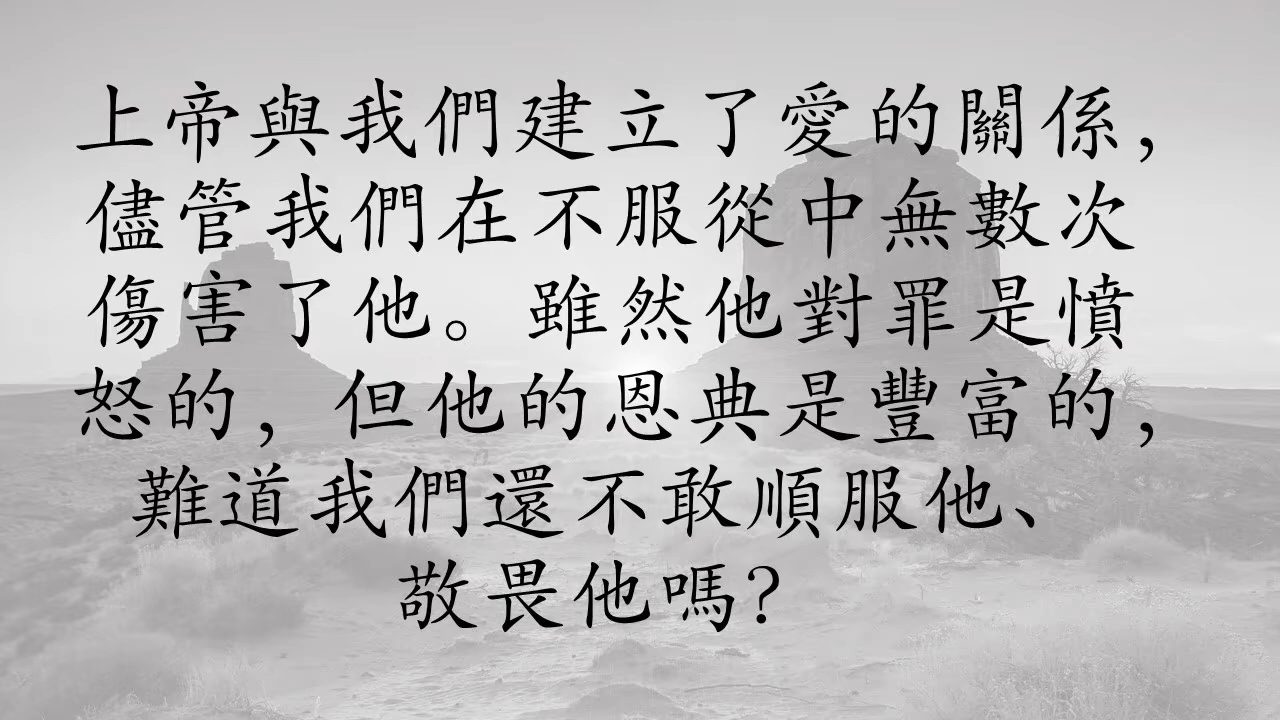 上帝與我們建立了愛的關係,
儘管我們在不服從中無數次
傷害了他。雖然他對罪是憤
怒的, 但他的恩典是豐富的,
難道我們還不敢順服他、
敬畏他嗎?